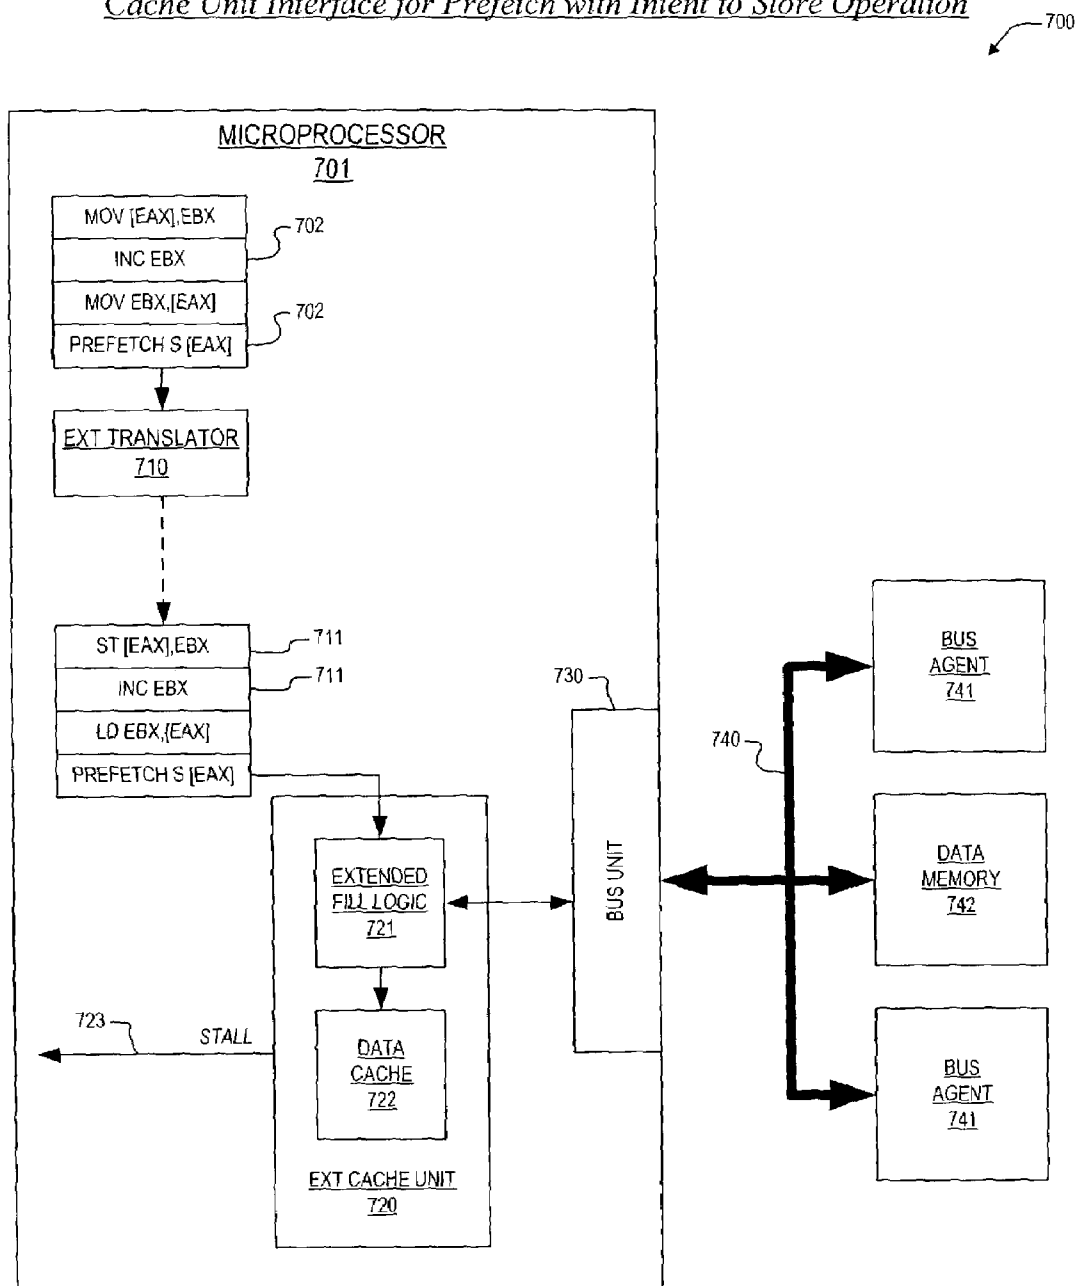 Cache Unit Interface for Prefetch with Intent to Store Operation
700
MICROPROCESSOR
701
MOV [EAX],EBX
702
INC EBX
MOV EBX,[EAX]
702
PREFETCH S [EAX]
EXT TRANSLATOR
710
ST [EAX],EBX
711
INC EBX
711
LD EBX,[EAX]
PREFETCH S [EAX]
730
BUS UNIT
740
BUS
AGENT
741
DATA
MEMORY
742
BUS
AGENT
741
EXTENDED
FILL LOGIC
721
723
STALL
DATA
CACHE
722
EXT CACHE UNIT
720